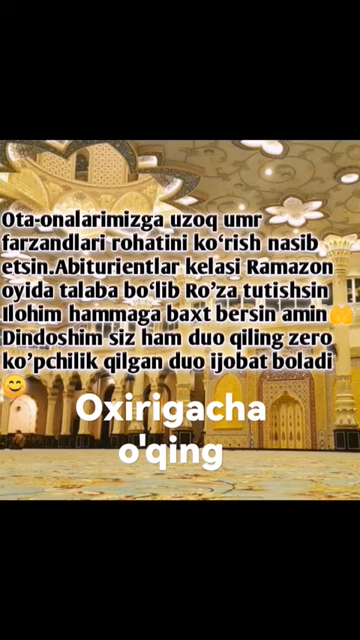 Ota-onalarimizga uzoq umr
farzandlari rohatini ko‘rish nasib
etsin.Abiturientlar kelasi Ramazon
oyida talaba bo‘lib Ro’za tutishsin
Ilohim hammaga baxt bersin amin🤲
Dindoshim siz ham duo qiling zero
ko’pchilik qilgan duo ijobat boladi
😊
Oxirigacha
o'qing